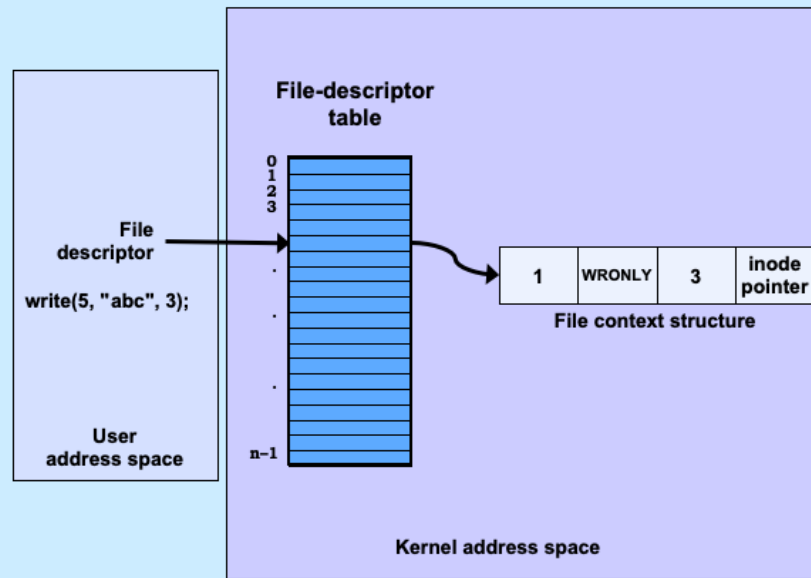 File-descriptor
table
0
1
2
3
.
.
.
n-1
File
descriptor
write(5, "abc", 3);
User
address space
1
WRONLY
3
inode
pointer
File context structure
Kernel address space